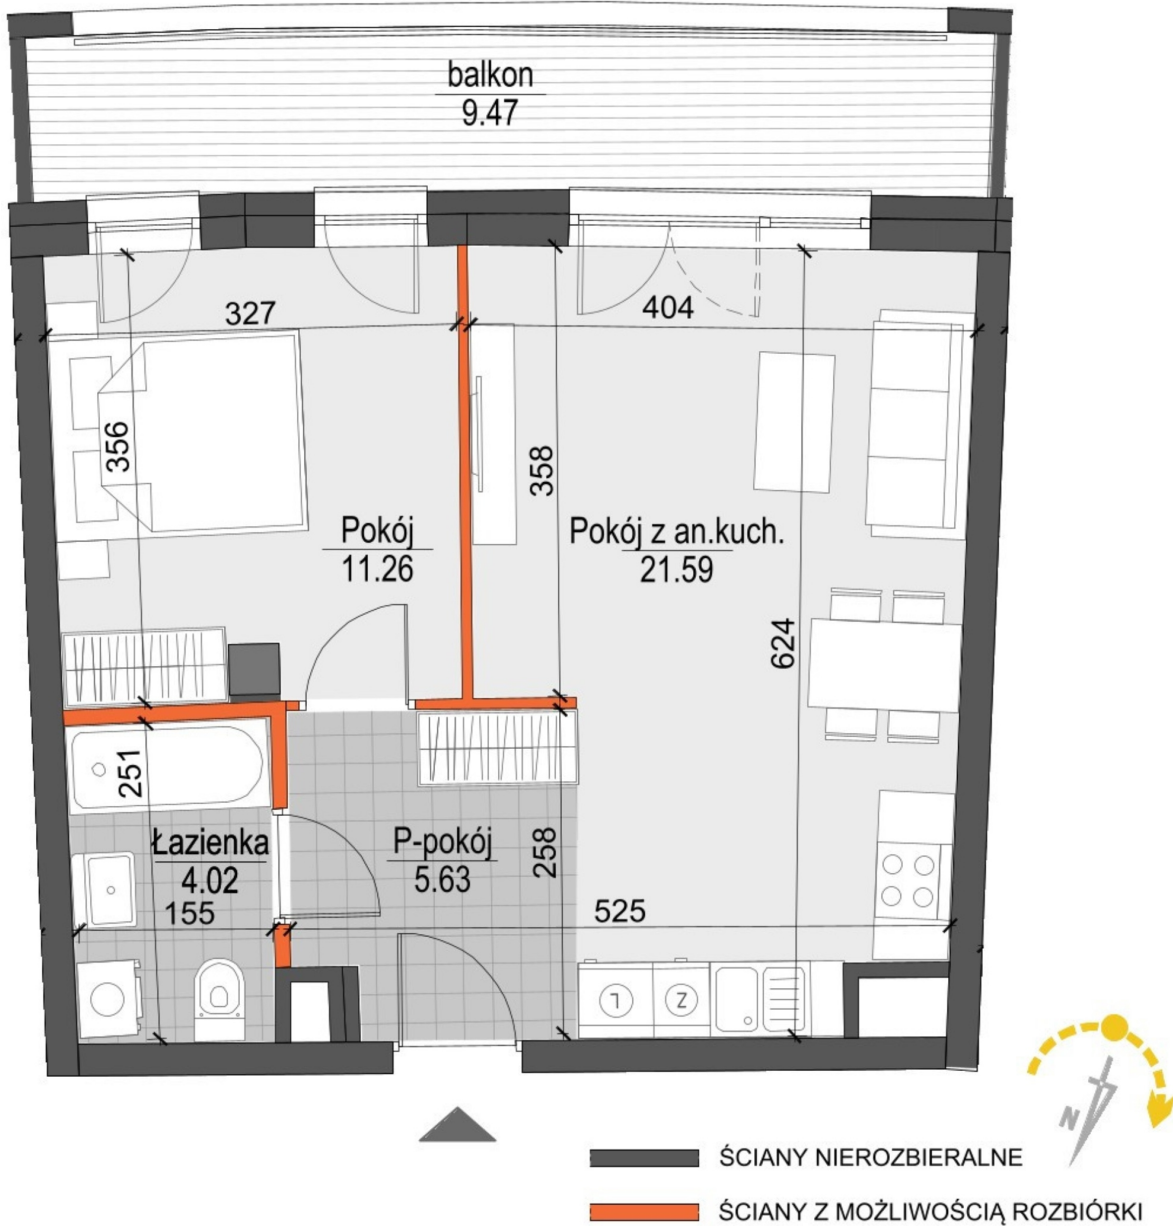 balkon
9.47
327
404
356
358
Pokój
11.26
Pokój z an.kuch.
21.59
624
251
Łazienka
4.02
155
P-pokój
5.63
258
525
L
Z
N
ŚCIANY NIEROZBIERALNE
ŚCIANY Z MOŻLIWOŚCIĄ ROZBIÓRKI